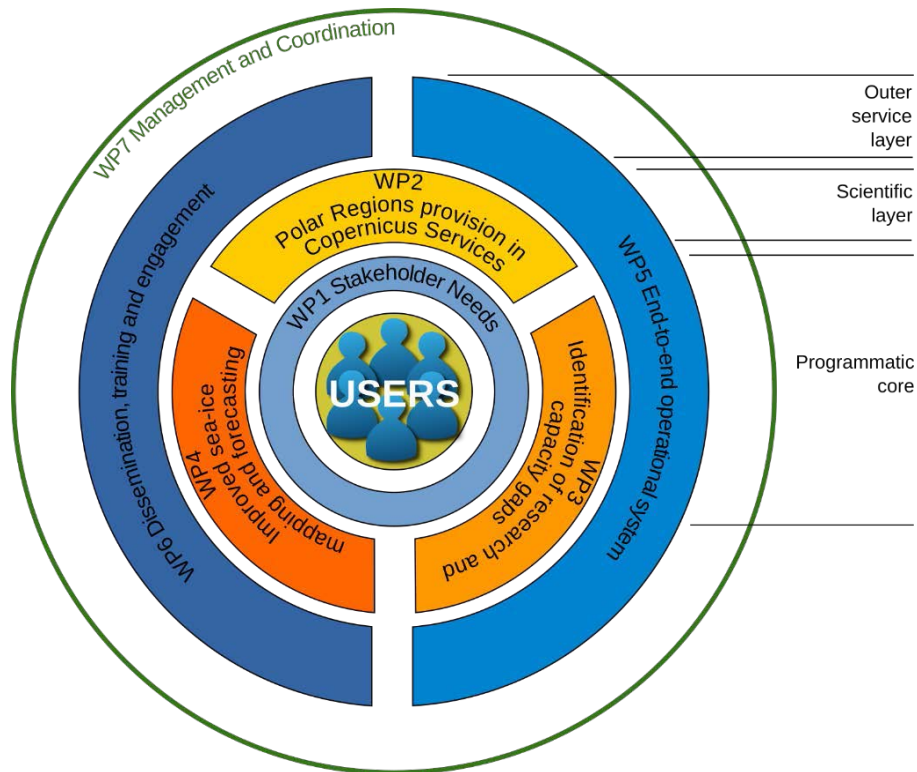 WP7 Management and Coordination
Outer
service
layer
Scientific
layer
Programmatic
core
WP6 Dissemination, training and engagement
WP5 End-to-end operational system
WP2
Polar Regions provision in
Copernicus Services
WP4
Improved sea-ice
mapping and forecasting
WP3
Identification of research and
capacity gaps
WP1 Stakeholder Needs
USERS